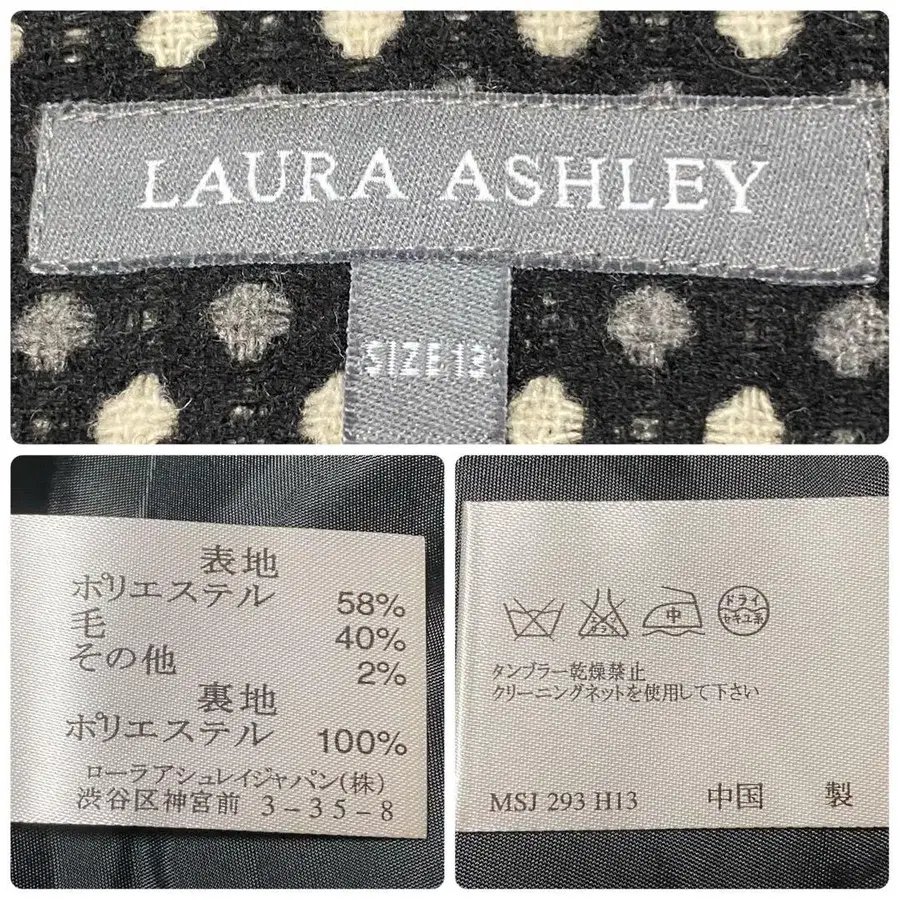 LAURA ASHLEY
SIZE 13
表地
ポリエステル 58%
毛 40%
その他 2%
裏地
ポリエステル 100%
ローラアシュレイジャパン(株)
渋谷区神宮前 3-35-8
中 ドライ
セキユ系
タンブラー乾燥禁止
クリーニングネットを使用して下さい
MSJ 293 H13 中国 製